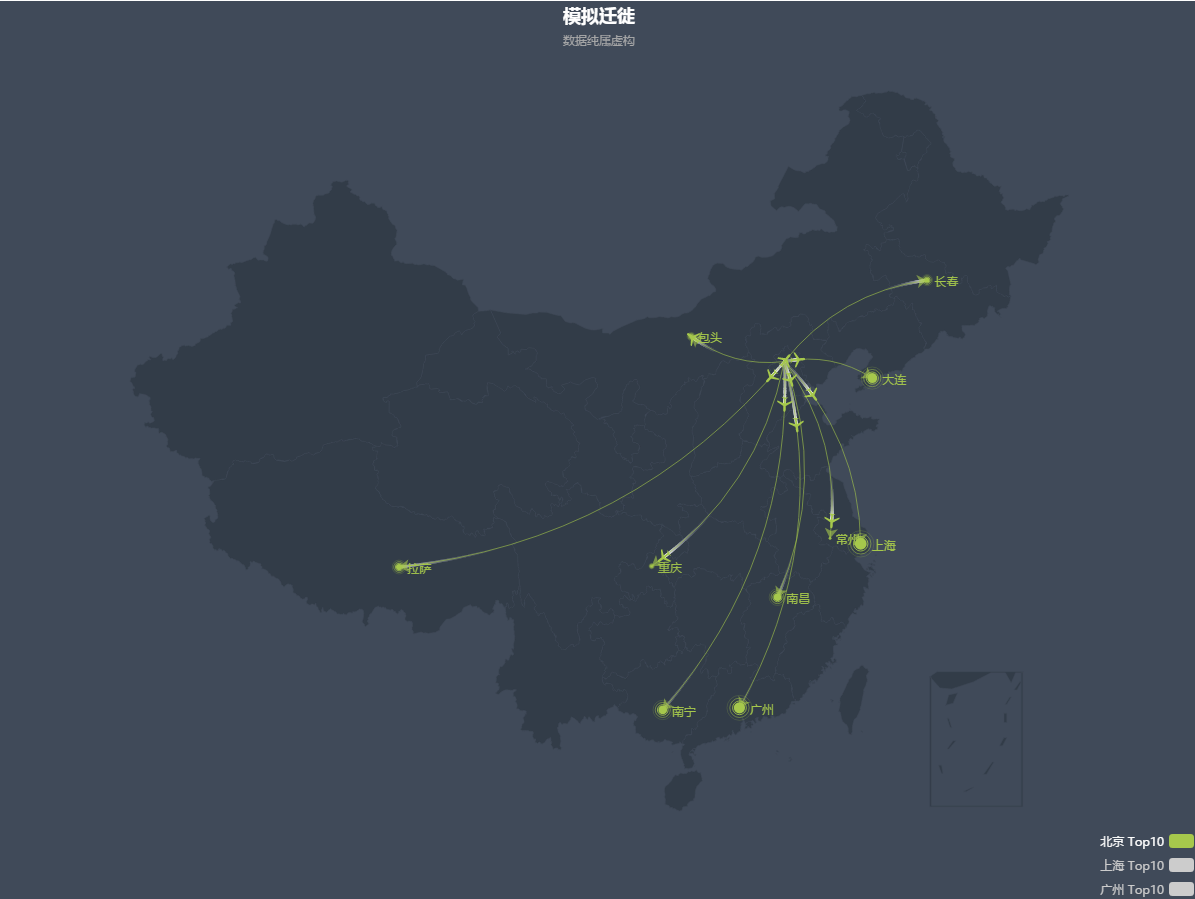 模拟迁徙
数据纯属虚构
长春
包头
大连
常州
上海
拉萨
重庆
南昌
南宁
广州
北京 Top10
上海 Top10
广州 Top10